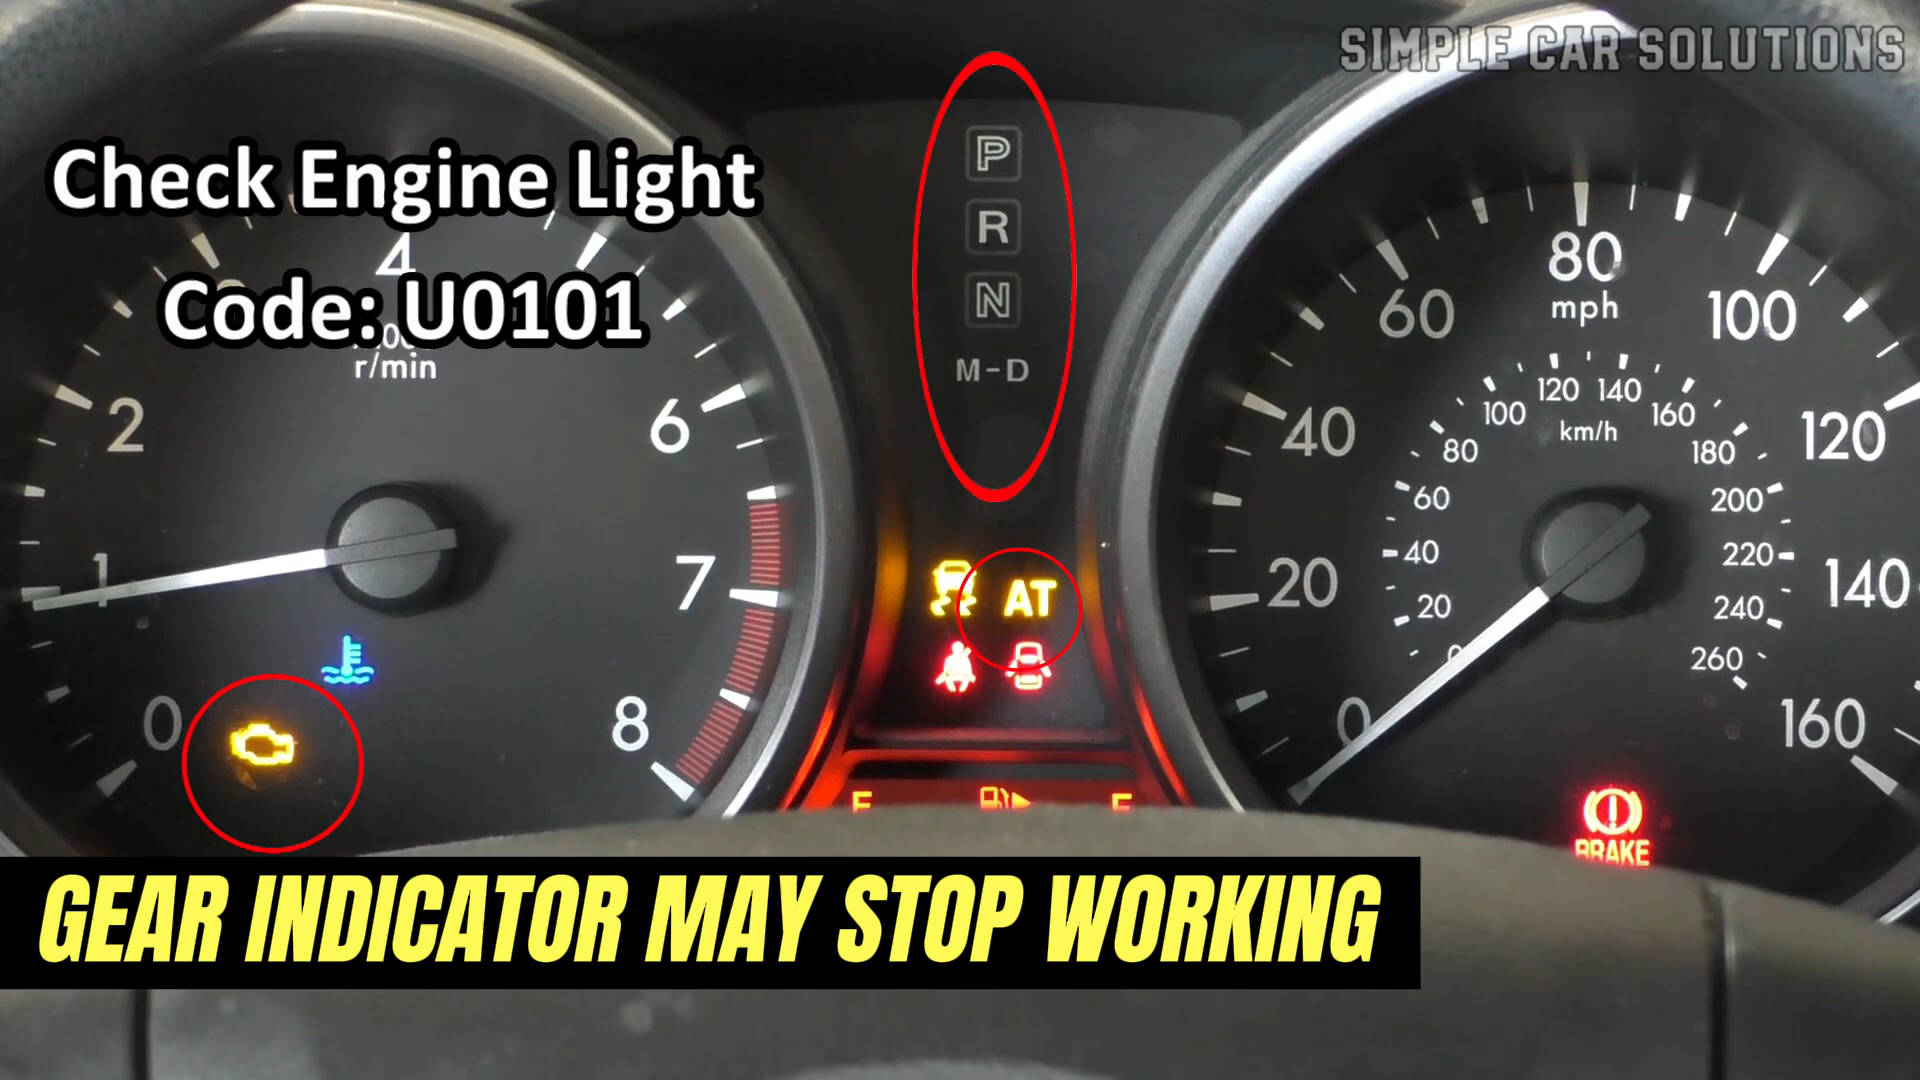 SIMPLE CAR SOLUTIONS
Check Engine Light
Code: U0101
4
r/min
2
6
1
7
0
8
P
R
N
M-D
AT
80
mph
60
100
40
120
20
140
0
160
120 140
100
160
km/h
80
180
60
200
40
220
20
240
0
260
F
BRAKE
GEAR INDICATOR MAY STOP WORKING